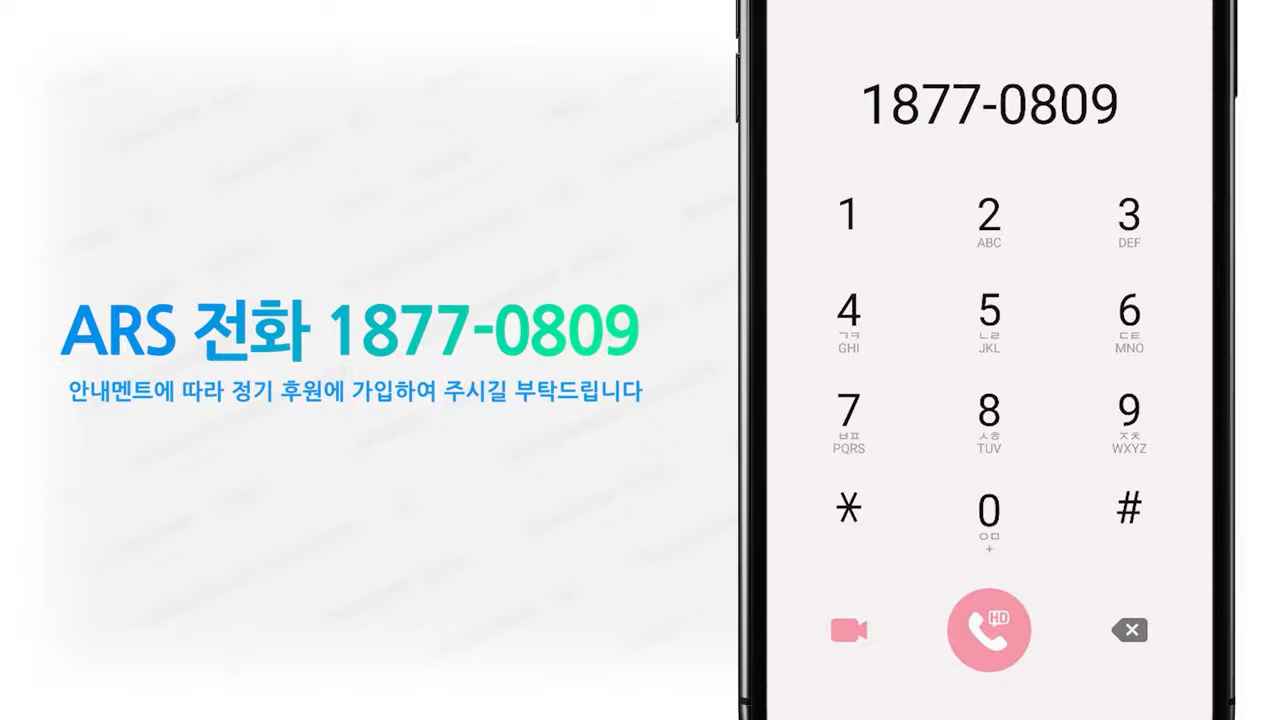 ARS 전화 1877-0809
안내멘트에 따라 정기 후원에 가입하여 주시길 부탁드립니다
1877-0809
1 2 3
ABC DEF
4 5 6
ㄱㅋ ㄴㄹ ㄷㅌ
GHI JKL MNO
7 8 9
ㅂㅍ ㅅㅎ ㅈㅊ
PQRS TUV WXYZ
* 0 #
ㅇㅁ
+
HD